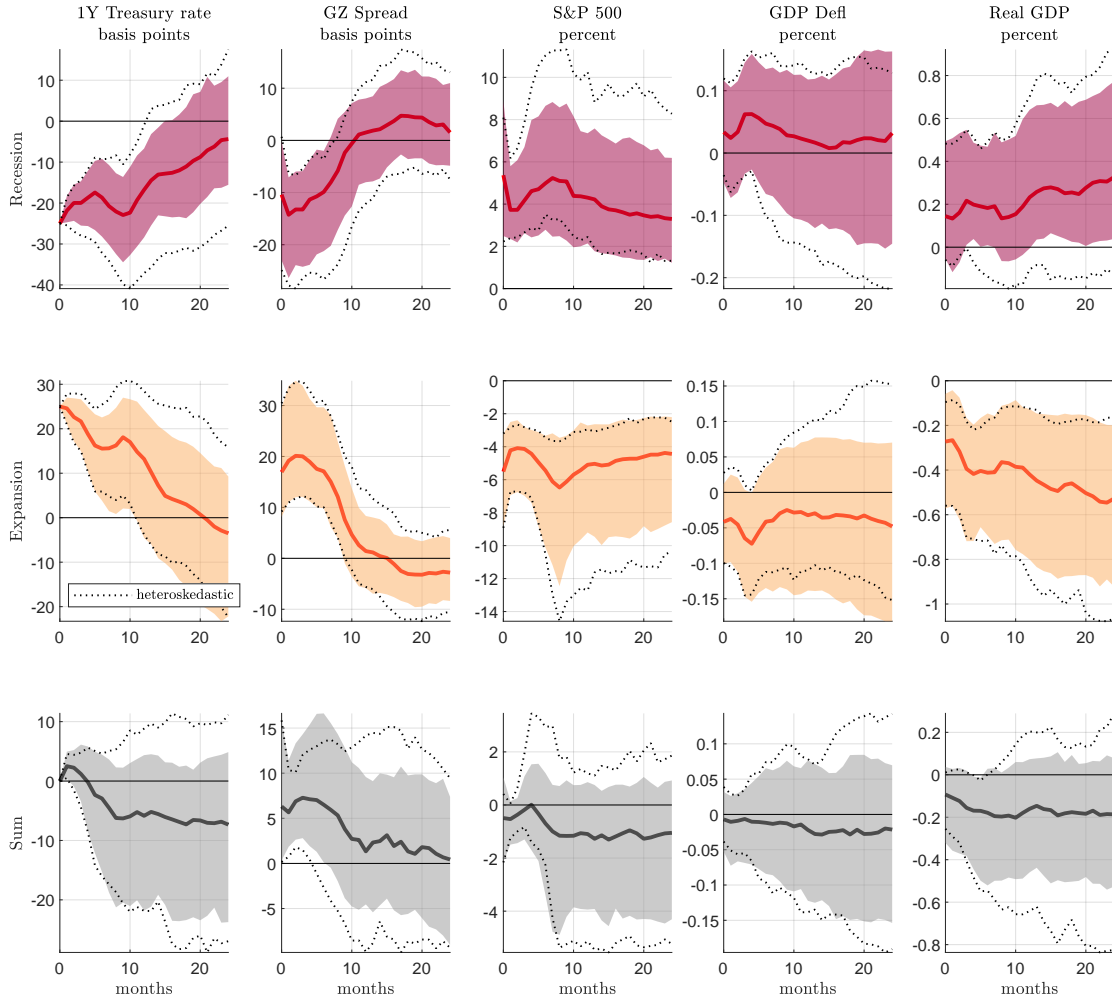 1Y Treasury rate
basis points
GZ Spread
basis points
S&P 500
percent
GDP Defl
percent
Real GDP
percent
Recession
10
0
-10
-20
-30
-40
0 10 20
10
0
-10
-20
0 10 20
10
8
6
4
2
0
0 10 20
0.1
0
-0.1
-0.2
0 10 20
0.8
0.6
0.4
0.2
0
0 10 20
Expansion
30
20
10
0
-10
-20
heteroskedastic
0 10 20
30
20
10
0
-10
0 10 20
0
-2
-4
-6
-8
-10
-12
-14
0 10 20
0.15
0.1
0.05
0
-0.05
-0.1
-0.15
0 10 20
0
-0.2
-0.4
-0.6
-0.8
-1
0 10 20
Sum
10
0
-10
-20
0 10 20
months
15
10
5
0
-5
0 10 20
months
2
0
-2
-4
0 10 20
months
0.1
0.05
0
-0.05
-0.1
-0.15
0 10 20
months
0.2
0
-0.2
-0.4
-0.6
-0.8
0 10 20
months